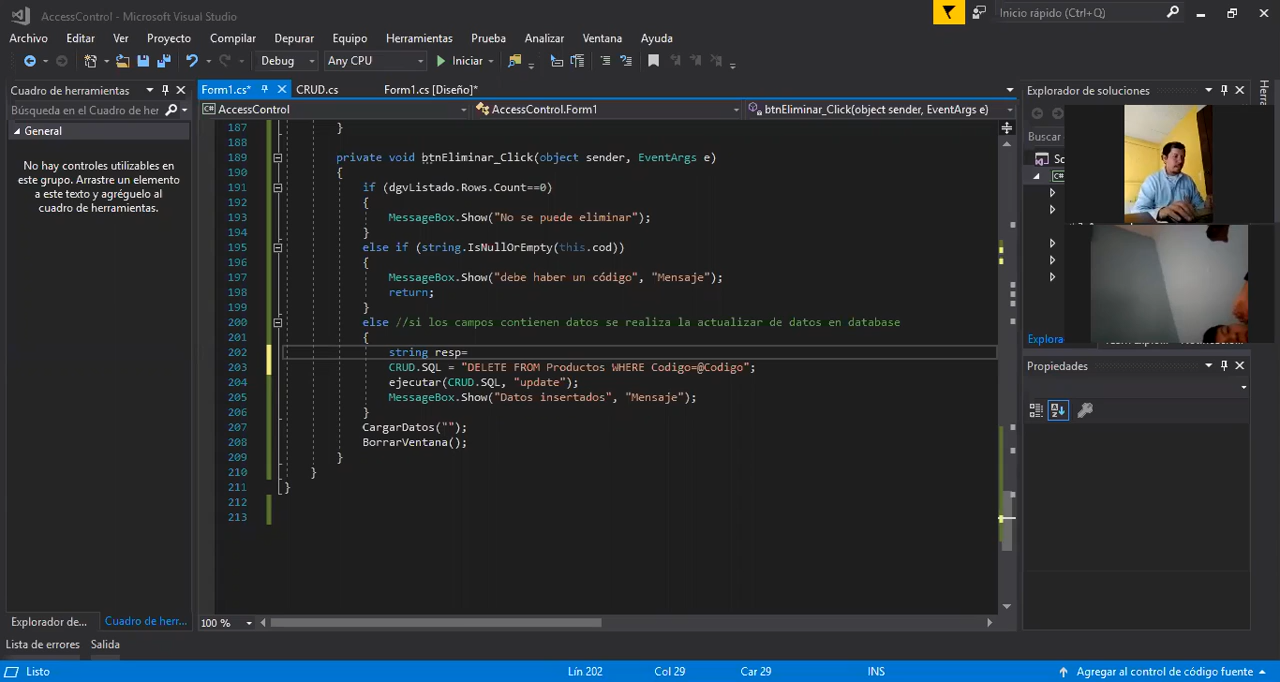 AccessControl - Microsoft Visual Studio
Inicio rápido (Ctrl+Q)
Archivo Editar Ver Proyecto Compilar Depurar Equipo Herramientas Prueba Analizar Ventana Ayuda
Debug Any CPU Iniciar
Cuadro de herramientas
Form1.cs* CRUD.cs Form1.cs [Diseño]*
Explorador de soluciones
Búsqueda en el Cuadro de her
AccessControl AccessControl.Form1 btnEliminar_Click(object sender, EventArgs e)
General
Buscar
No hay controles utilizables en
este grupo. Arrastre un elemento
a este texto y agréguelo al
cuadro de herramientas.
187 }
188
189 private void btnEliminar_Click(object sender, EventArgs e)
190 {
191 if (dgvListado.Rows.Count==0)
192 {
193 MessageBox.Show("No se puede eliminar");
194 }
195 else if (string.IsNullOrEmpty(this.cod))
196 {
197 MessageBox.Show("debe haber un código", "Mensaje");
198 return;
199 }
200 else //si los campos contienen datos se realiza la actualizar de datos en database
201 {
202 string resp=
203 CRUD.SQL = "DELETE FROM Productos WHERE Codigo=@Codigo";
204 ejecutar(CRUD.SQL, "update");
205 MessageBox.Show("Datos insertados", "Mensaje");
206 }
207 CargarDatos("");
208 BorrarVentana();
209 }
210 }
211 }
212
213
So
C#
Explora
Propiedades
100 %
Explorador de... Cuadro de herr...
Lista de errores Salida
Listo Lín 202 Col 29 Car 29 INS Agregar al control de código fuente